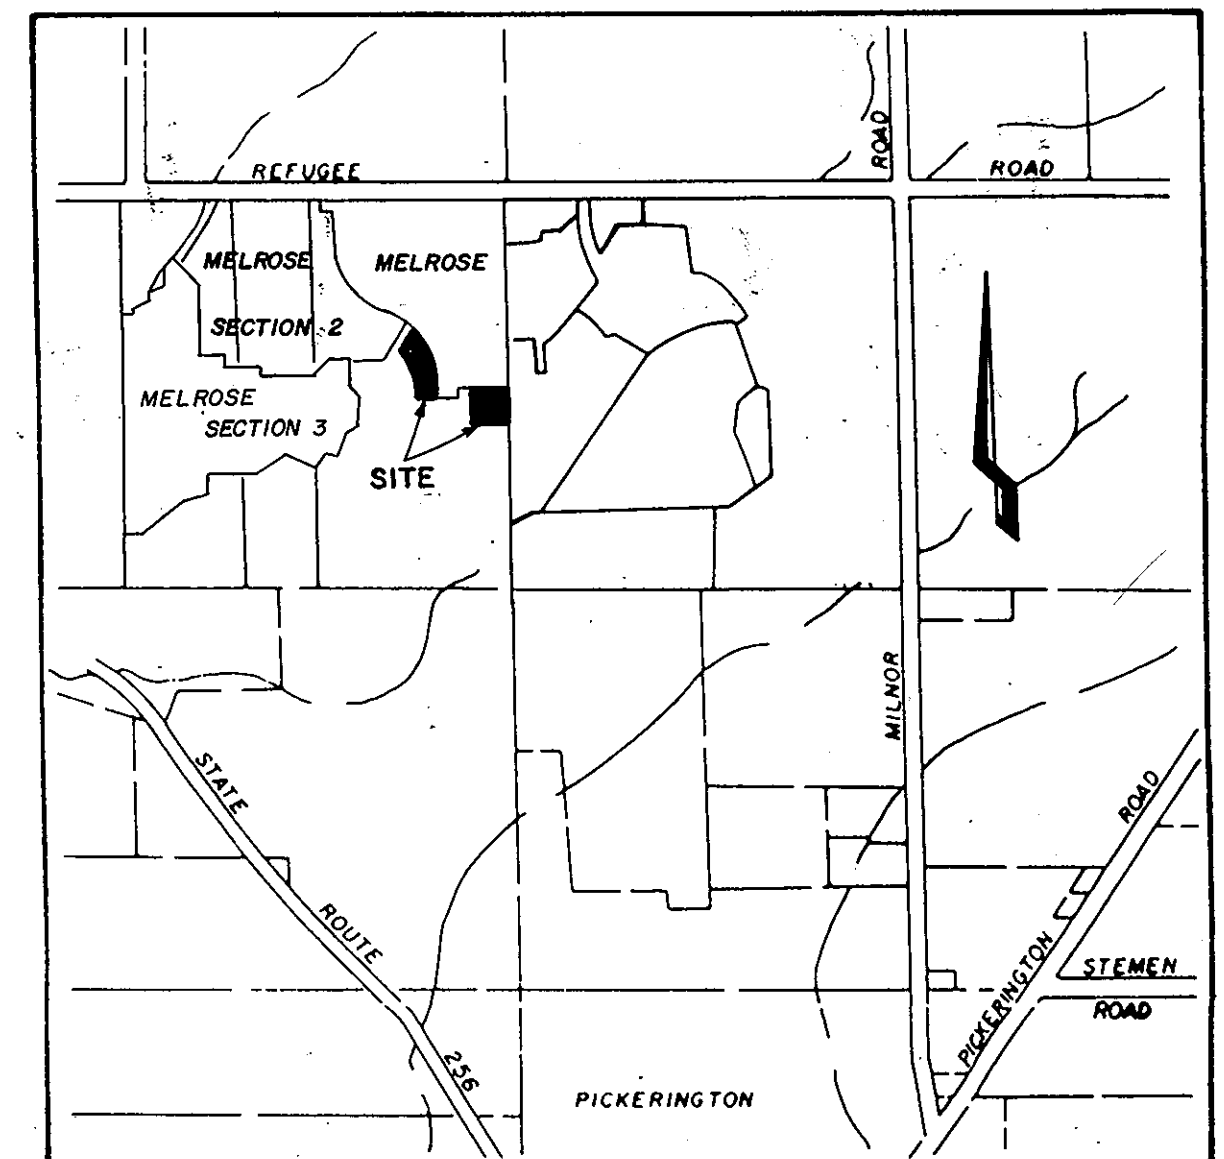 ROAD
REFUGEE
ROAD
MELROSE
MELROSE
SECTION 2
MELROSE
SECTION 3
SITE
MILNOR
STATE
ROAD
ROUTE
PICKERINGTON
STEMEN
ROAD
256
PICKERINGTON